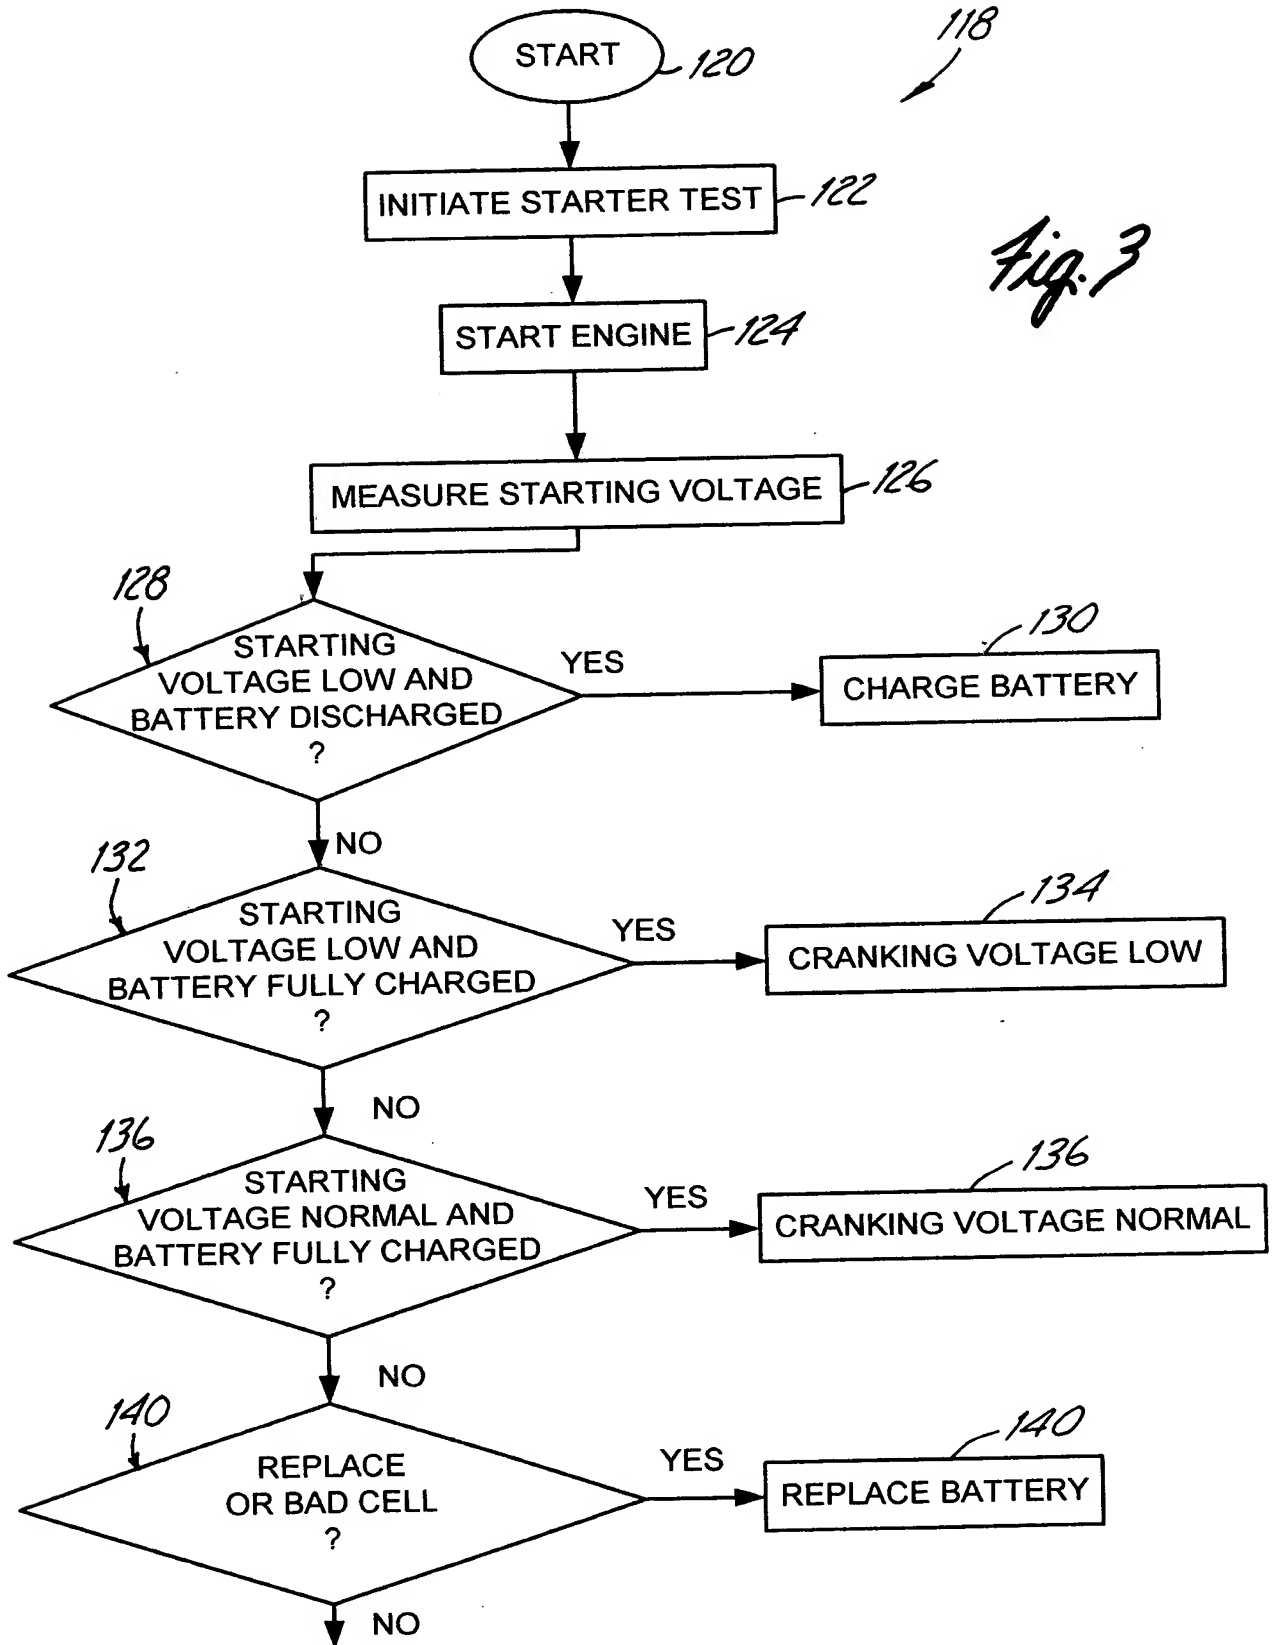 118
START
120
INITIATE STARTER TEST
122
Fig. 3
START ENGINE
124
MEASURE STARTING VOLTAGE
126
128
STARTING
VOLTAGE LOW AND
BATTERY DISCHARGED
?
YES
130
CHARGE BATTERY
NO
132
STARTING
VOLTAGE LOW AND
BATTERY FULLY CHARGED
?
YES
134
CRANKING VOLTAGE LOW
NO
136
STARTING
VOLTAGE NORMAL AND
BATTERY FULLY CHARGED
?
YES
136
CRANKING VOLTAGE NORMAL
NO
140
REPLACE
OR BAD CELL
?
YES
140
REPLACE BATTERY
NO